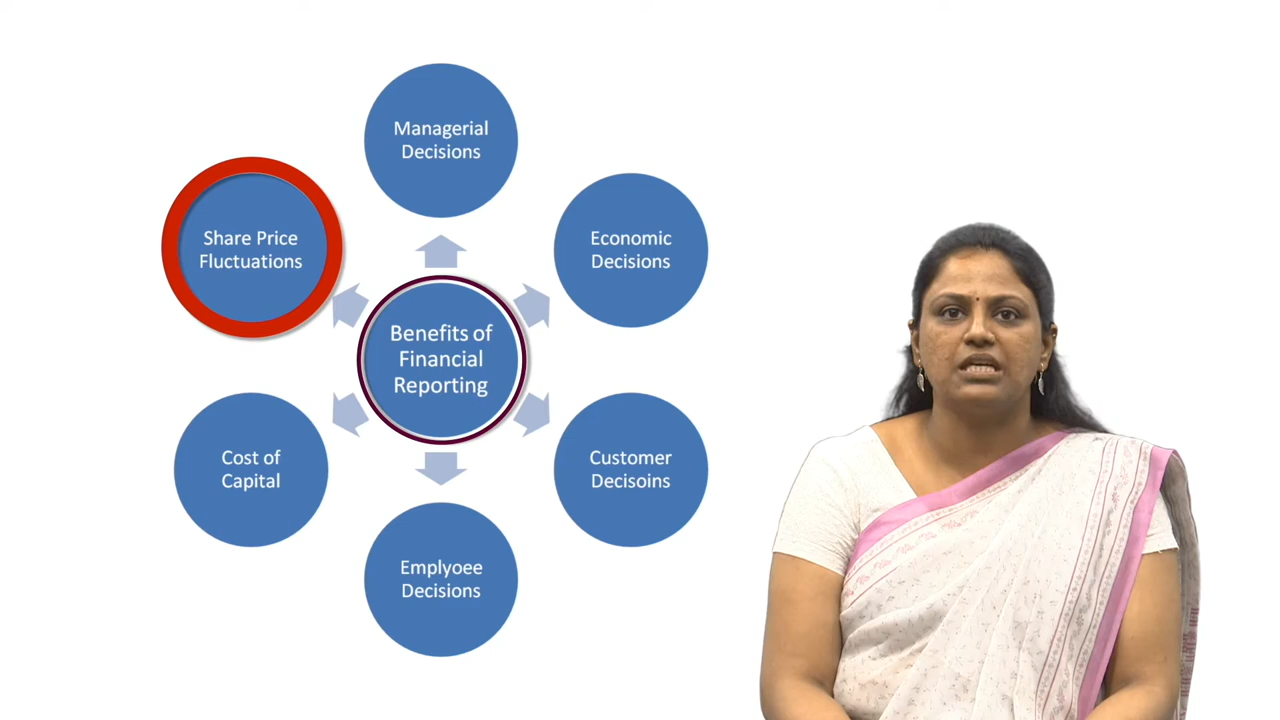 Managerial
Decisions
Share Price
Fluctuations
Economic
Decisions
Benefits of
Financial
Reporting
Cost of
Capital
Customer
Decisoins
Emplyoee
Decisions